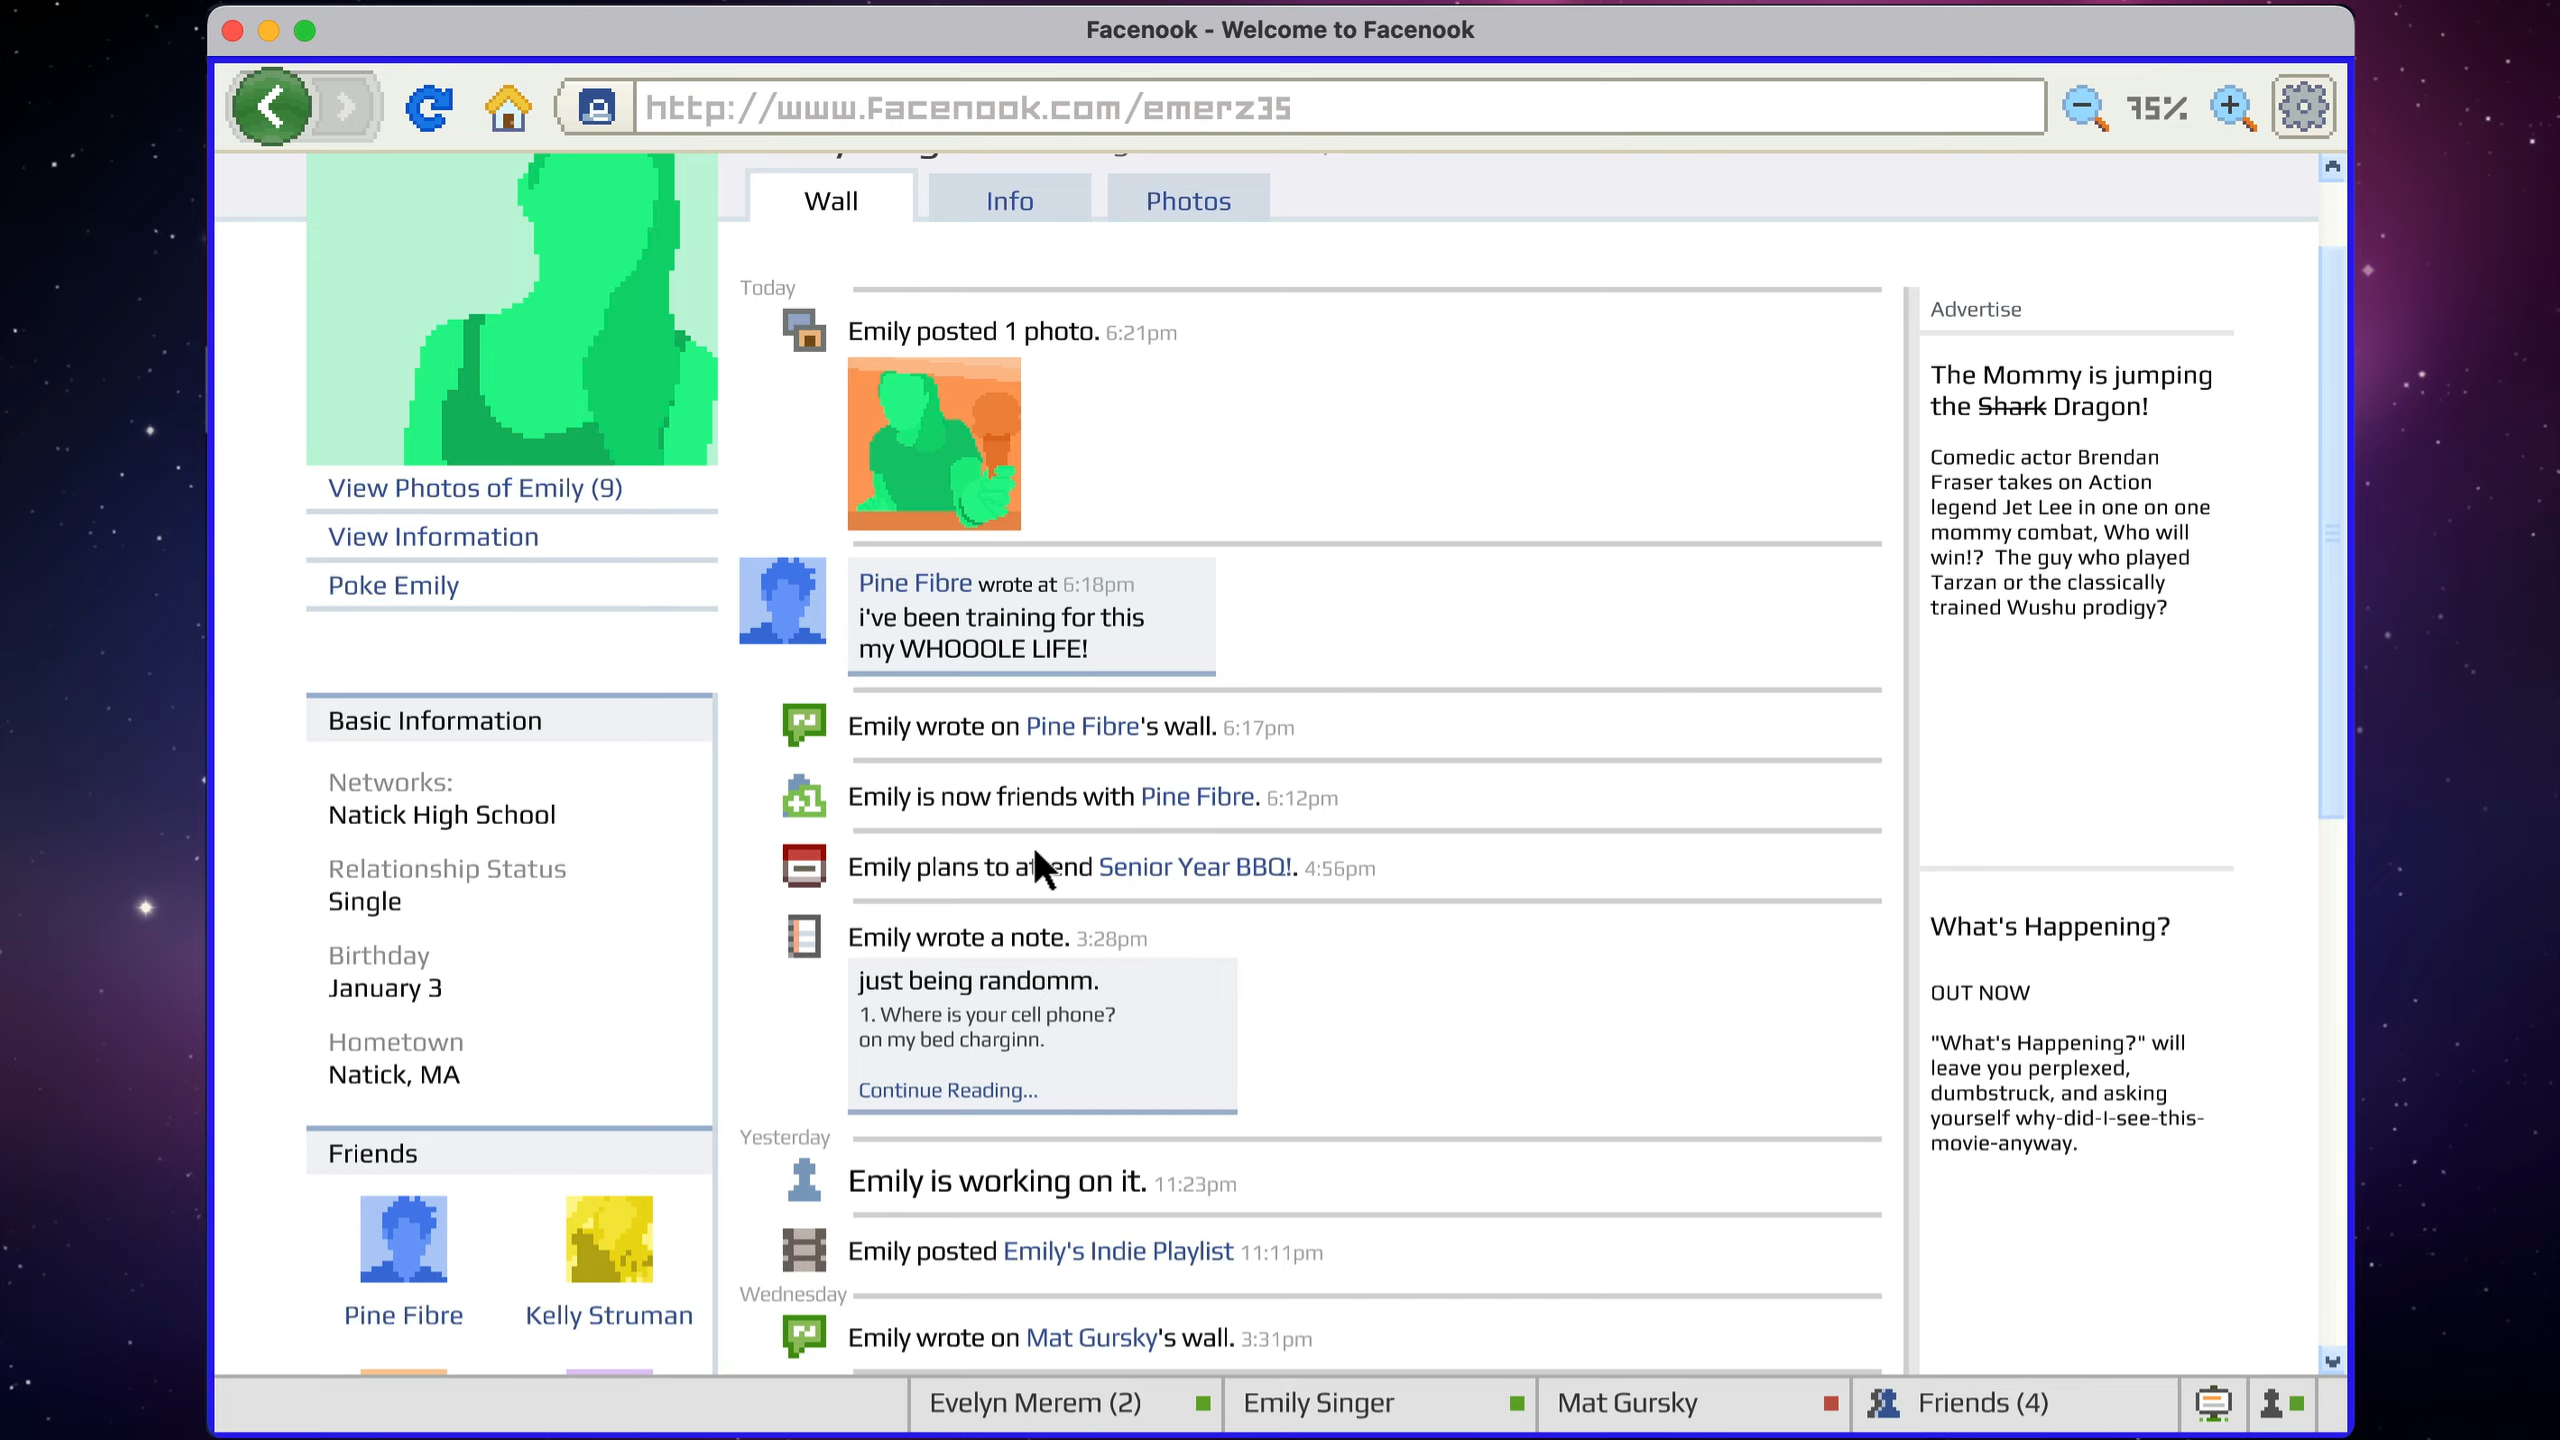 Facenook - Welcome to Facenook
http://www.Facenook.com/emerz35
75%
Wall
Info
Photos
View Photos of Emily (9)
View Information
Poke Emily
Basic Information
Networks:
Natick High School
Relationship Status
Single
Birthday
January 3
Hometown
Natick, MA
Friends
Pine Fibre
Kelly Struman
Today
Emily posted 1 photo. 6:21pm
Pine Fibre wrote at 6:18pm
i've been training for this
my WHOOOLE LIFE!
Emily wrote on Pine Fibre's wall. 6:17pm
Emily is now friends with Pine Fibre. 6:12pm
Emily plans to attend Senior Year BBQ!. 4:56pm
Emily wrote a note. 3:28pm
just being randomm.
1. Where is your cell phone?
on my bed charginn.
Continue Reading...
Yesterday
Emily is working on it. 11:23pm
Emily posted Emily's Indie Playlist 11:11pm
Wednesday
Emily wrote on Mat Gursky's wall. 3:31pm
Advertise
The Mommy is jumping
the Shark Dragon!
Comedic actor Brendan
Fraser takes on Action
legend Jet Lee in one on one
mommy combat, Who will
win!? The guy who played
Tarzan or the classically
trained Wushu prodigy?
What's Happening?
OUT NOW
"What's Happening?" will
leave you perplexed,
dumbstruck, and asking
yourself why-did-I-see-this-
movie-anyway.
Evelyn Merem (2)
Emily Singer
Mat Gursky
Friends (4)